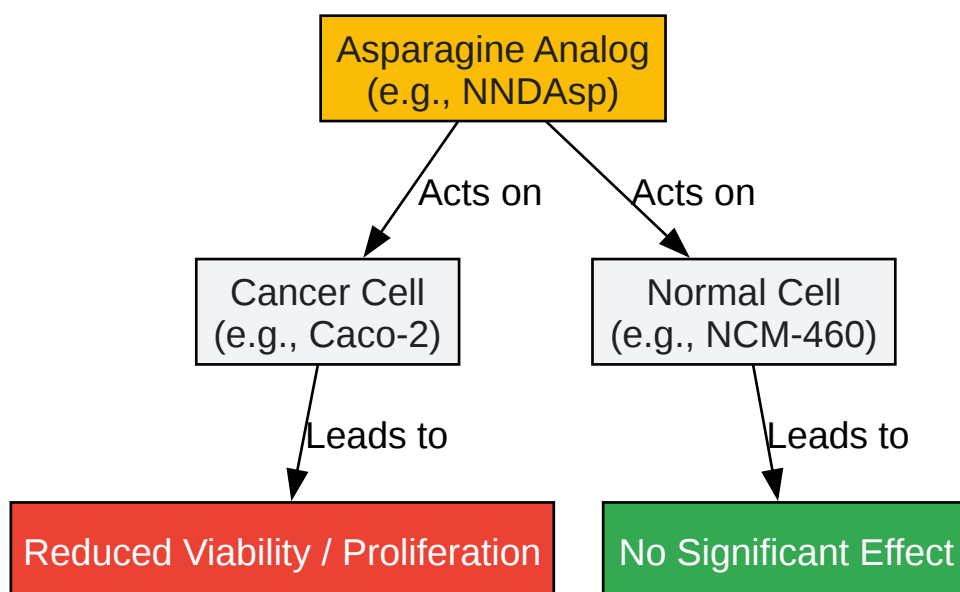 Asparagine Analog
(e.g., NNDAsp)
Acts on
Acts on
Cancer Cell
(e.g., Caco-2)
Normal Cell
(e.g., NCM-460)
Leads to
Leads to
Reduced Viability / Proliferation
No Significant Effect